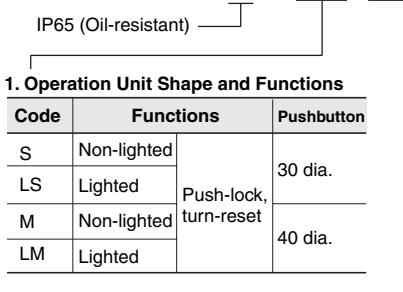 IP65 (Oil-resistant)
1. Operation Unit Shape and Functions
Code Functions Pushbutton
S Non-lighted
LS Lighted
Push-lock, turn-reset
30 dia.
M Non-lighted
LM Lighted
40 dia.